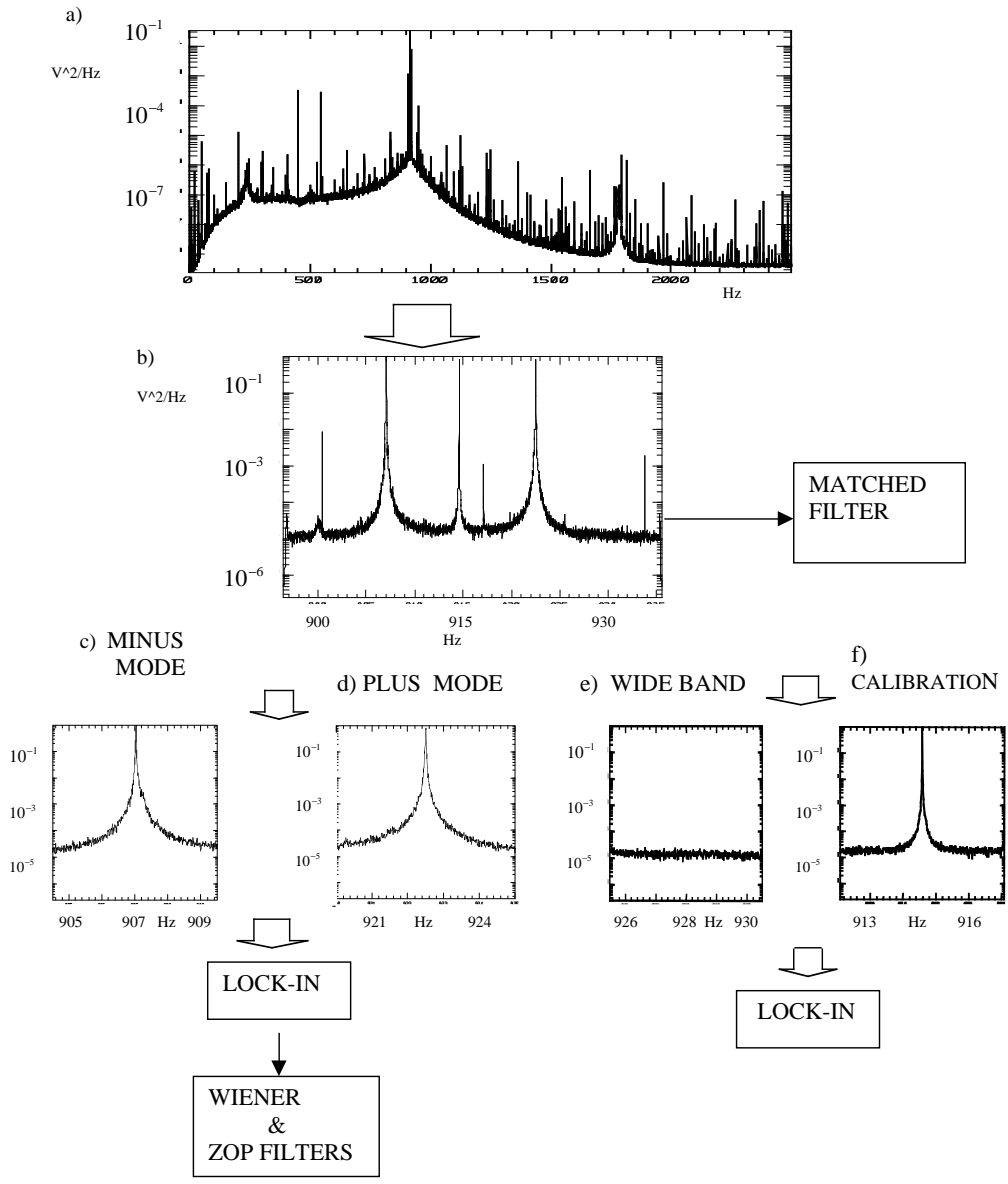 a)
V^2/Hz
10−1
10−4
10−7
0 500 1000 1500 2000
Hz
b)
V^2/Hz
10−1
10−3
10−6
900 915 930
Hz
MATCHED
FILTER
c) MINUS
MODE
d) PLUS MODE
e) WIDE BAND
f)
CALIBRATION
10−1
10−3
10−5
905 907 Hz 909
10−1
10−3
10−5
921 Hz 924
10−1
10−3
10−5
926 928 Hz 930
10−1
10−3
10−5
913 Hz 916
LOCK-IN
LOCK-IN
WIENER
&
ZOP FILTERS